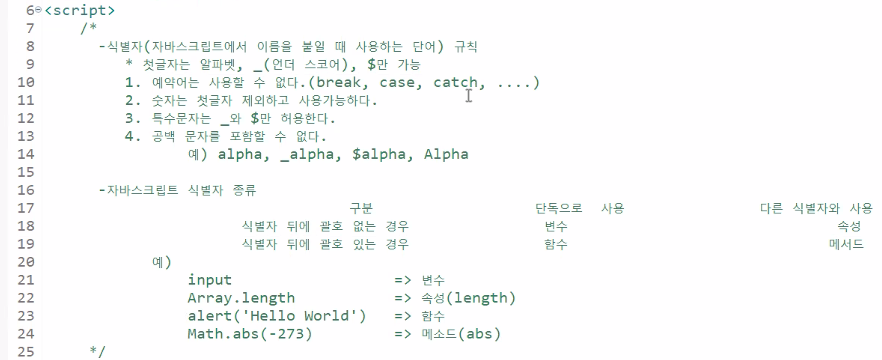 6 <script>
7 /*
8 -식별자(자바스크립트에서 이름을 붙일 때 사용하는 단어) 규칙
9 * 첫글자는 알파벳, _(언더 스코어), $만 가능
10 1. 예약어는 사용할 수 없다.(break, case, catch, ....)
11 2. 숫자는 첫글자 제외하고 사용가능하다.
12 3. 특수문자는 _와 $만 허용한다.
13 4. 공백 문자를 포함할 수 없다.
14 예) alpha, _alpha, $alpha, Alpha
15
16 -자바스크립트 식별자 종류
17 구분 단독으로 사용 다른 식별자와 사용
18 식별자 뒤에 괄호 없는 경우 변수 속성
19 식별자 뒤에 괄호 있는 경우 함수 메서드
20 예)
21 input => 변수
22 Array.length => 속성(length)
23 alert('Hello World') => 함수
24 Math.abs(-273) => 메소드(abs)
25 */